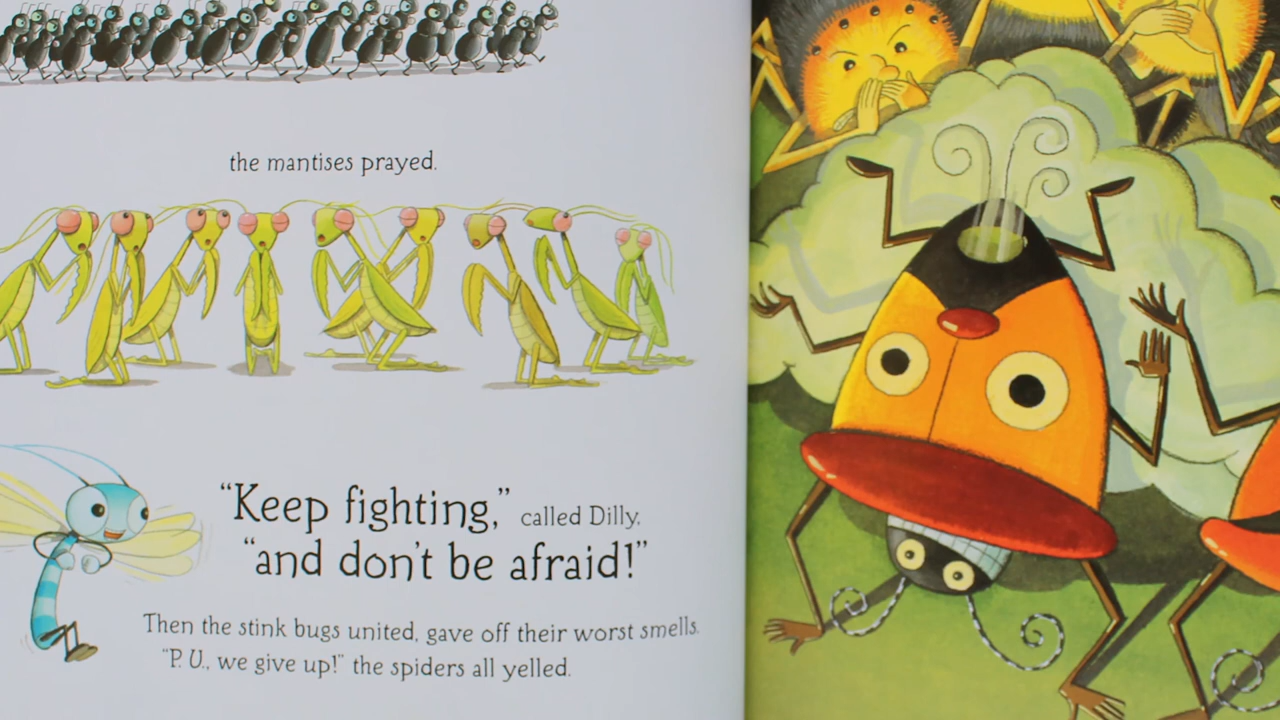 the mantises prayed.
“Keep fighting,” called Dilly,
“and don’t be afraid!”
Then the stink bugs united, gave off their worst smells.
“P. U., we give up!” the spiders all yelled.